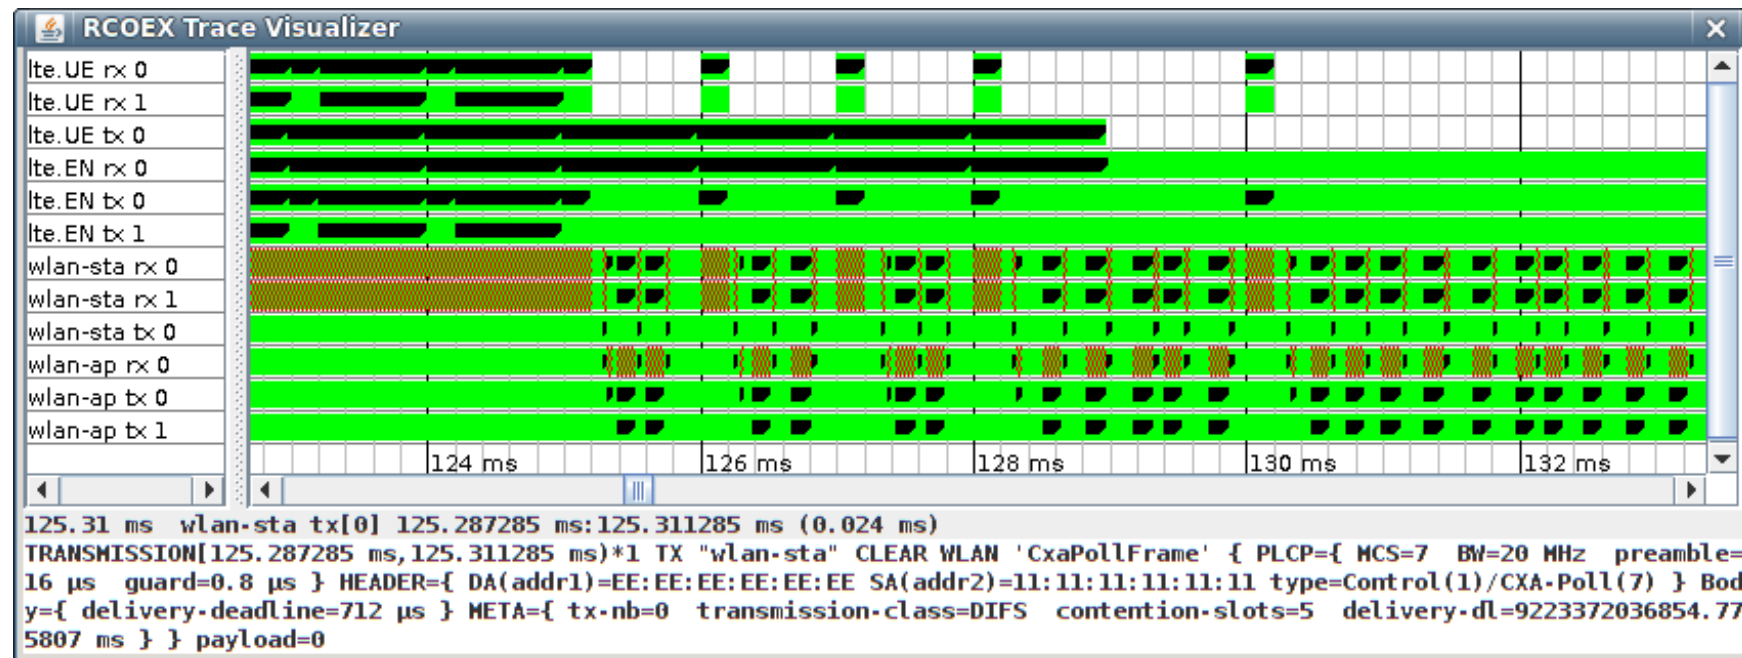 RCOEX Trace Visualizer
lte.UE rx 0
lte.UE rx 1
lte.UE tx 0
lte.EN rx 0
lte.EN tx 0
lte.EN tx 1
wlan-sta rx 0
wlan-sta rx 1
wlan-sta tx 0
wlan-ap rx 0
wlan-ap tx 0
wlan-ap tx 1
124 ms 126 ms 128 ms 130 ms 132 ms
125.31 ms  wlan-sta tx[0] 125.287285 ms:125.311285 ms (0.024 ms)
TRANSMISSION[125.287285 ms,125.311285 ms)*1 TX "wlan-sta" CLEAR WLAN 'CxaPollFrame' { PLCP={ MCS=7  BW=20 MHz  preamble=
16 μs  guard=0.8 μs } HEADER={ DA(addr1)=EE:EE:EE:EE:EE:EE SA(addr2)=11:11:11:11:11:11 type=Control(1)/CXA-Poll(7) } Bod
y={ delivery-deadline=712 μs } META={ tx-nb=0  transmission-class=DIFS  contention-slots=5  delivery-dl=9223372036854.77
5807 ms } } payload=0